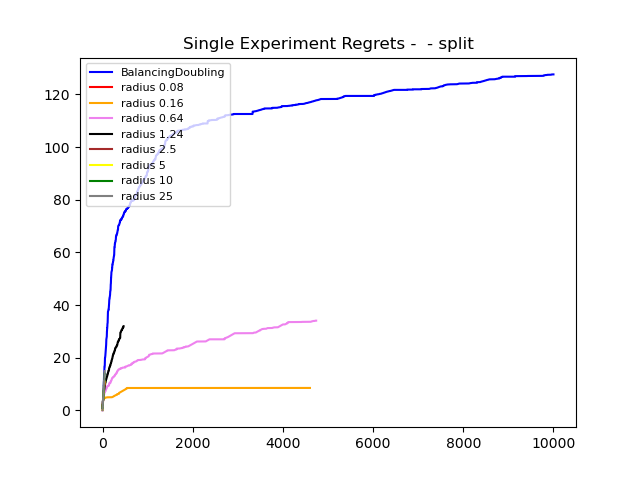 Single Experiment Regrets -  - split
BalancingDoubling
radius 0.08
radius 0.16
radius 0.64
radius 1.24
radius 2.5
radius 5
radius 10
radius 25
120
100
80
60
40
20
0
0 2000 4000 6000 8000 10000